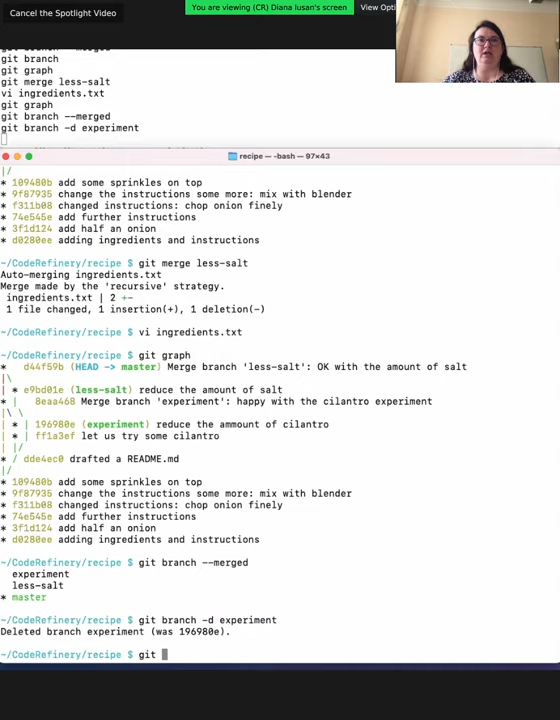 Cancel the Spotlight Video
You are viewing (CR) Diana Iusan's screen
View Optio
git branch --merged
git branch
git graph
git merge less-salt
vi ingredients.txt
git graph
git branch --merged
git branch -d experiment
recipe — -bash — 97×43
|/
* 109480b add some sprinkles on top
* 9f87935 change the instructions some more: mix with blender
* f311b08 changed instructions: chop onion finely
* 74e545e add further instructions
* 3f1d124 add half an onion
* d0280ee adding ingredients and instructions
~/CodeRefinery/recipe $ git merge less-salt
Auto-merging ingredients.txt
Merge made by the 'recursive' strategy.
ingredients.txt | 2 +-
1 file changed, 1 insertion(+), 1 deletion(-)
~/CodeRefinery/recipe $ vi ingredients.txt
~/CodeRefinery/recipe $ git graph
*   d44f59b (HEAD -> master) Merge branch 'less-salt': OK with the amount of salt
|\
| * e9bd01e (less-salt) reduce the amount of salt
* |   8eaa468 Merge branch 'experiment': happy with the cilantro experiment
|\ \
| * | 196980e (experiment) reduce the ammount of cilantro
| * | ff1a3ef let us try some cilantro
| |/
* / dde4ec0 drafted a README.md
|/
* 109480b add some sprinkles on top
* 9f87935 change the instructions some more: mix with blender
* f311b08 changed instructions: chop onion finely
* 74e545e add further instructions
* 3f1d124 add half an onion
* d0280ee adding ingredients and instructions
~/CodeRefinery/recipe $ git branch --merged
experiment
less-salt
* master
~/CodeRefinery/recipe $ git branch -d experiment
Deleted branch experiment (was 196980e).
~/CodeRefinery/recipe $ git